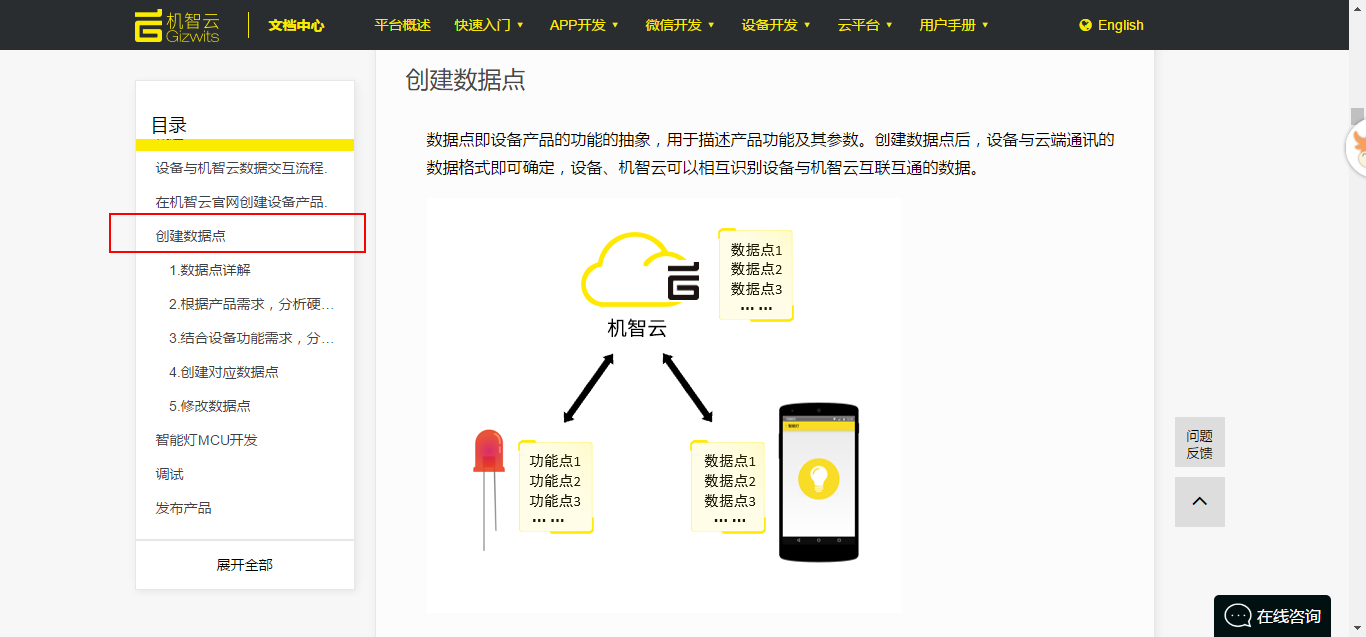 机智云
Gizwits
文档中心
平台概述
快速入门
APP开发
微信开发
设备开发
云平台
用户手册
English
目录
设备与机智云数据交互流程.
在机智云官网创建设备产品.
创建数据点
1.数据点详解
2.根据产品需求，分析硬…
3.结合设备功能需求，分…
4.创建对应数据点
5.修改数据点
智能灯MCU开发
调试
发布产品
展开全部
创建数据点
数据点即设备产品的功能的抽象，用于描述产品功能及其参数。创建数据点后，设备与云端通讯的
数据格式即可确定，设备、机智云可以相互识别设备与机智云互联互通的数据。
机智云
数据点1
数据点2
数据点3
... ...
功能点1
功能点2
功能点3
... ...
数据点1
数据点2
数据点3
... ...
问题
反馈
在线咨询